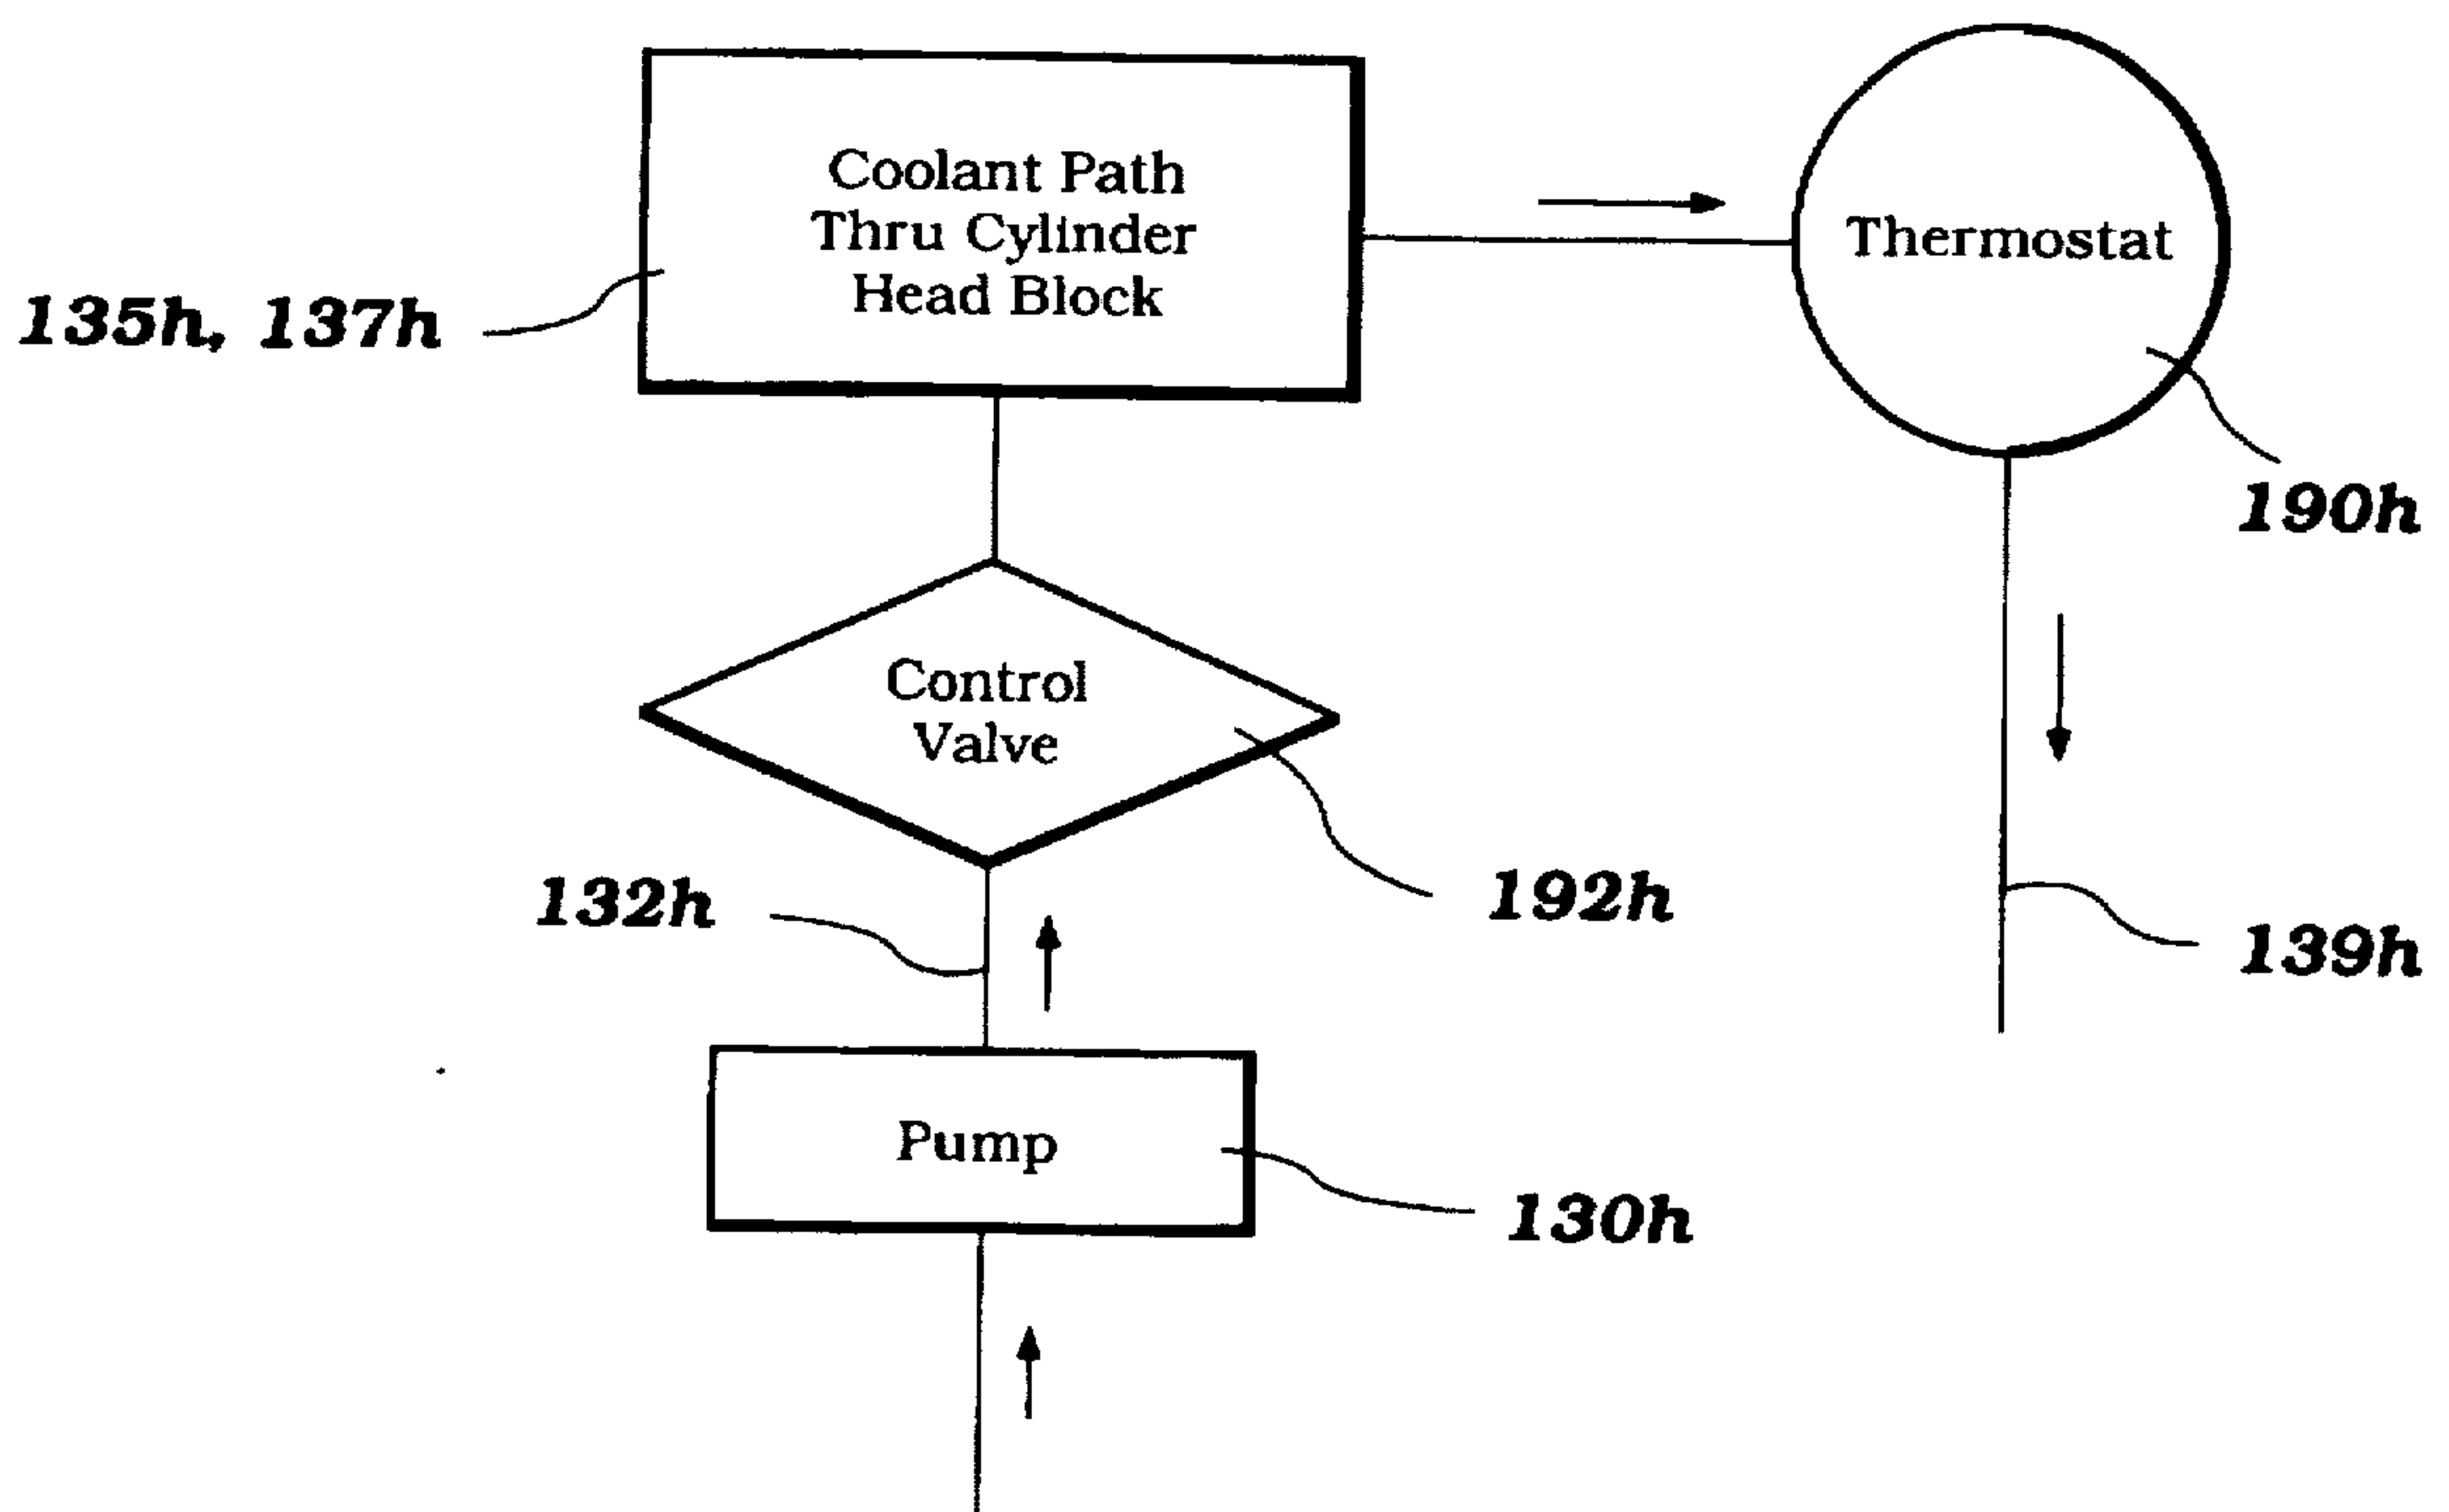 Coolant Path
Thru Cylinder
Head Block
Thermostat
135h, 137h
190h
Control
Valve
132h
192h
139h
Pump
130h